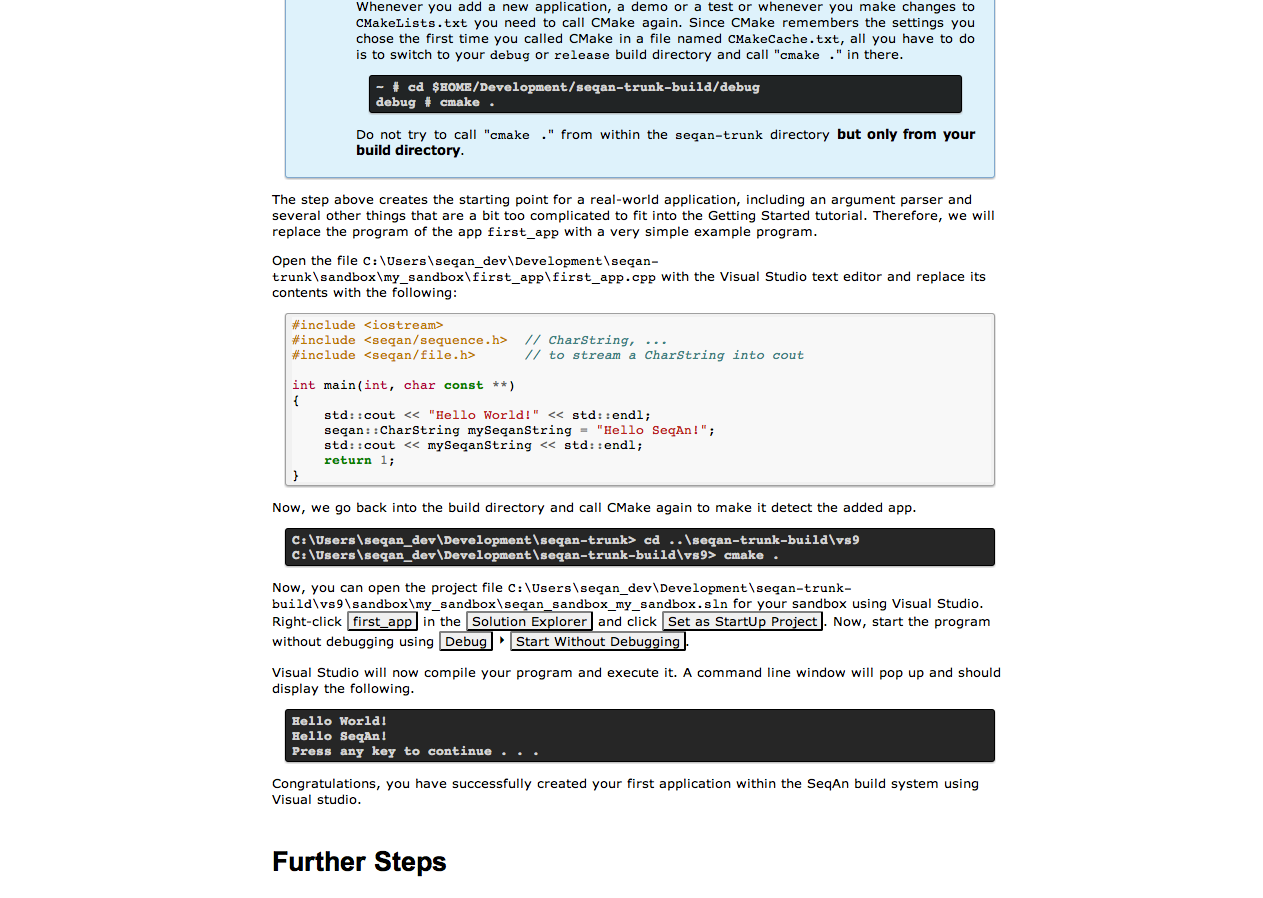 Whenever you add a new application, a demo or a test or whenever you make changes to
CMakeLists.txt you need to call CMake again. Since CMake remembers the settings you
chose the first time you called CMake in a file named CMakeCache.txt, all you have to do
is to switch to your debug or release build directory and call "cmake ." in there.
~ # cd $HOME/Development/seqan-trunk-build/debug
debug # cmake .
Do not try to call "cmake ." from within the seqan-trunk directory but only from your
build directory.
The step above creates the starting point for a real-world application, including an argument parser and
several other things that are a bit too complicated to fit into the Getting Started tutorial. Therefore, we will
replace the program of the app first_app with a very simple example program.
Open the file C:\Users\seqan_dev\Development\seqan-
trunk\sandbox\my_sandbox\first_app\first_app.cpp with the Visual Studio text editor and replace its
contents with the following:
#include <iostream>
#include <seqan/sequence.h>  // CharString, ...
#include <seqan/file.h>      // to stream a CharString into cout
int main(int, char const **)
{
    std::cout << "Hello World!" << std::endl;
    seqan::CharString mySeqanString = "Hello SeqAn!";
    std::cout << mySeqanString << std::endl;
    return 1;
}
Now, we go back into the build directory and call CMake again to make it detect the added app.
C:\Users\seqan_dev\Development\seqan-trunk> cd ..\seqan-trunk-build\vs9
C:\Users\seqan_dev\Development\seqan-trunk-build\vs9> cmake .
Now, you can open the project file C:\Users\seqan_dev\Development\seqan-trunk-
build\vs9\sandbox\my_sandbox\seqan_sandbox_my_sandbox.sln for your sandbox using Visual Studio.
Right-click first_app in the Solution Explorer and click Set as StartUp Project. Now, start the program
without debugging using Debug ‣ Start Without Debugging.
Visual Studio will now compile your program and execute it. A command line window will pop up and should
display the following.
Hello World!
Hello SeqAn!
Press any key to continue . . .
Congratulations, you have successfully created your first application within the SeqAn build system using
Visual studio.
Further Steps